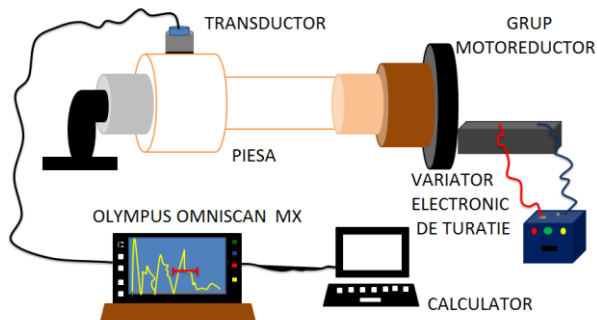 TRANSDUCTOR
GRUP
MOTOREDUCTOR
PIESA
VARIATOR
ELECTRONIC
DE TURATIE
OLYMPUS OMNISCAN MX
CALCULATOR